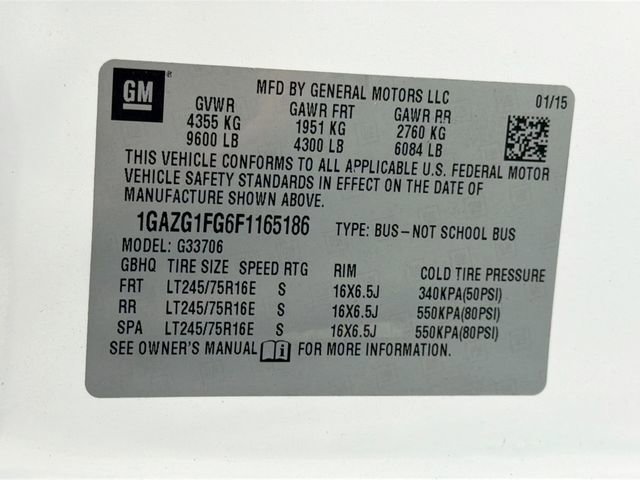 GM ®
MFD BY GENERAL MOTORS LLC 01/15
GVWR GAWR FRT GAWR RR
4355 KG 1951 KG 2760 KG
9600 LB 4300 LB 6084 LB
THIS VEHICLE CONFORMS TO ALL APPLICABLE U.S. FEDERAL MOTOR
VEHICLE SAFETY STANDARDS IN EFFECT ON THE DATE OF
MANUFACTURE SHOWN ABOVE.
1GAZG1FG6F1165186 TYPE: BUS–NOT SCHOOL BUS
MODEL: G33706
GBHQ TIRE SIZE SPEED RTG RIM COLD TIRE PRESSURE
FRT LT245/75R16E S 16X6.5J 340KPA(50PSI)
RR LT245/75R16E S 16X6.5J 550KPA(80PSI)
SPA LT245/75R16E S 16X6.5J 550KPA(80PSI)
SEE OWNER'S MANUAL i FOR MORE INFORMATION.